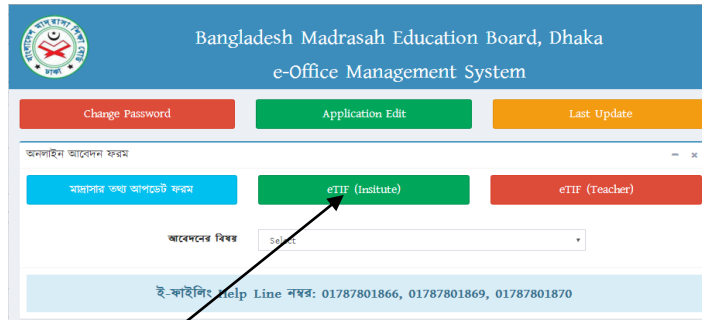 Bangladesh Madrasah Education Board, Dhaka
e-Office Management System
Change Password Application Edit Last Update
অনলাইন আবেদন ফরম
মাদ্রাসার তথ্য আপডেট ফরম eTIF (Insitute) eTIF (Teacher)
আবেদনের বিষয় Select
ই-ফাইলিং Help Line নম্বর: 01787801866, 01787801869, 01787801870